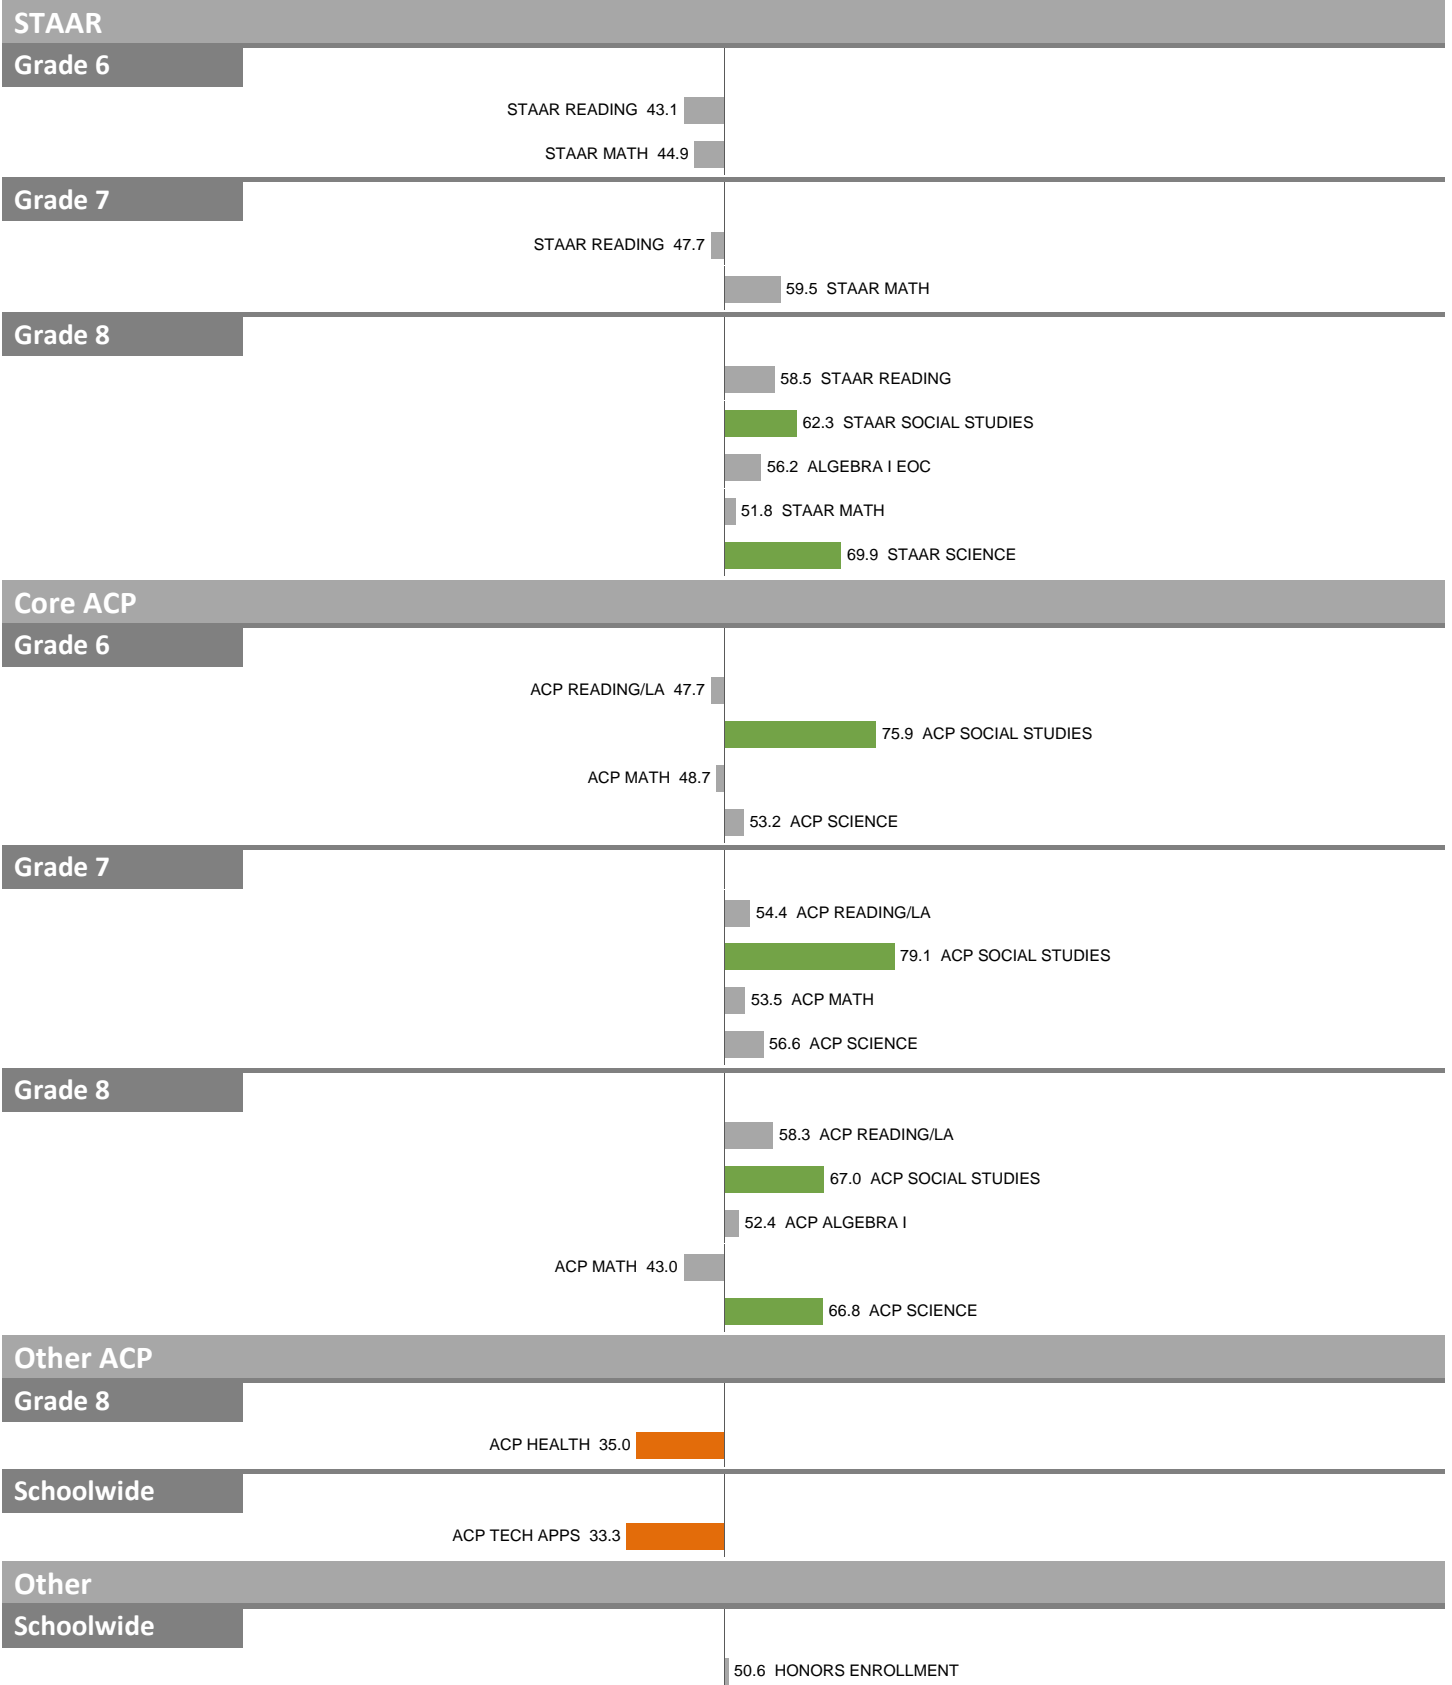 STAAR
Grade 6
STAAR READING 43.1
STAAR MATH 44.9
Grade 7
STAAR READING 47.7
59.5 STAAR MATH
Grade 8
58.5 STAAR READING
62.3 STAAR SOCIAL STUDIES
56.2 ALGEBRA I EOC
51.8 STAAR MATH
69.9 STAAR SCIENCE
Core ACP
Grade 6
ACP READING/LA 47.7
75.9 ACP SOCIAL STUDIES
ACP MATH 48.7
53.2 ACP SCIENCE
Grade 7
54.4 ACP READING/LA
79.1 ACP SOCIAL STUDIES
53.5 ACP MATH
56.6 ACP SCIENCE
Grade 8
58.3 ACP READING/LA
67.0 ACP SOCIAL STUDIES
52.4 ACP ALGEBRA I
ACP MATH 43.0
66.8 ACP SCIENCE
Other ACP
Grade 8
ACP HEALTH 35.0
Schoolwide
ACP TECH APPS 33.3
Other
Schoolwide
50.6 HONORS ENROLLMENT